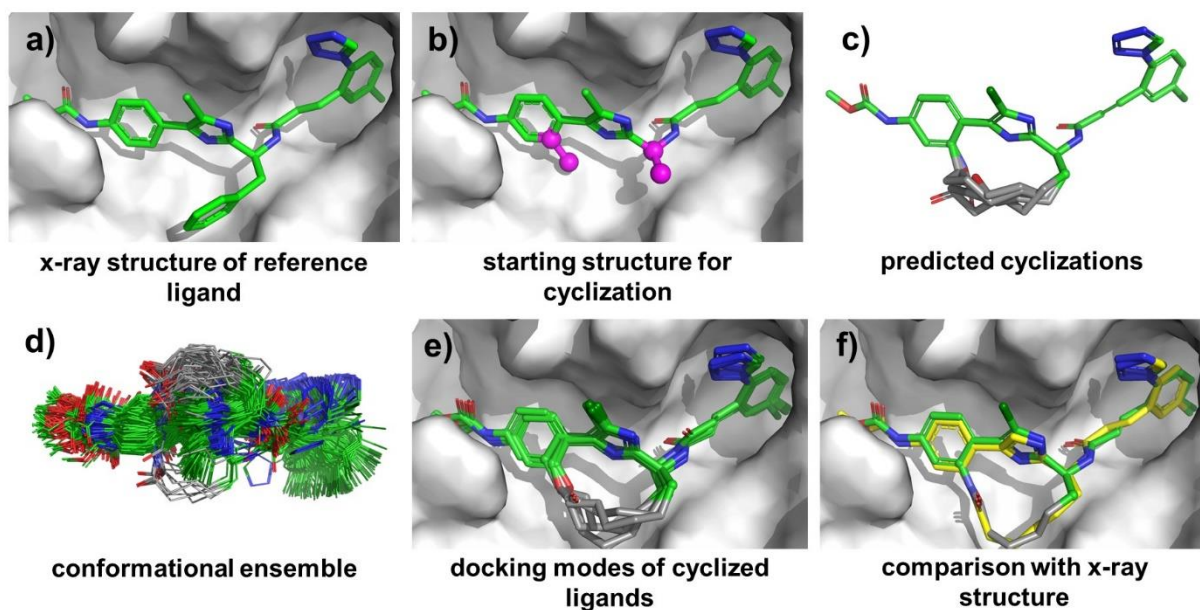 a)
b)
c)
x-ray structure of reference
ligand
starting structure for
cyclization
predicted cyclizations
d)
e)
f)
conformational ensemble
docking modes of cyclized
ligands
comparison with x-ray
structure